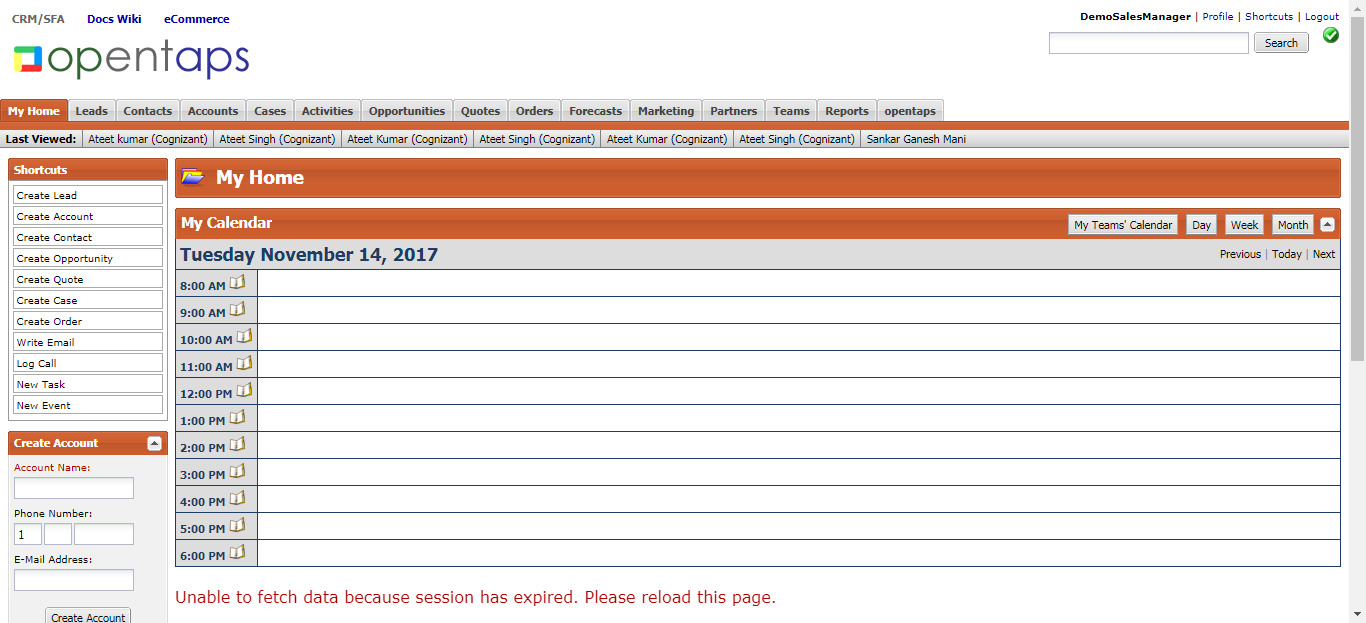 CRM/SFA Docs Wiki eCommerce
DemoSalesManager | Profile | Shortcuts | Logout
opentaps
Search
My Home Leads Contacts Accounts Cases Activities Opportunities Quotes Orders Forecasts Marketing Partners Teams Reports opentaps
Last Viewed: Ateet kumar (Cognizant) Ateet Singh (Cognizant) Ateet Kumar (Cognizant) Ateet Singh (Cognizant) Ateet Kumar (Cognizant) Ateet Singh (Cognizant) Sankar Ganesh Mani
Shortcuts
Create Lead
Create Account
Create Contact
Create Opportunity
Create Quote
Create Case
Create Order
Write Email
Log Call
New Task
New Event
Create Account
Account Name:
Phone Number:
1
E-Mail Address:
Create Account
My Home
My Calendar
My Teams' Calendar Day Week Month
Tuesday November 14, 2017
Previous | Today | Next
8:00 AM
9:00 AM
10:00 AM
11:00 AM
12:00 PM
1:00 PM
2:00 PM
3:00 PM
4:00 PM
5:00 PM
6:00 PM
Unable to fetch data because session has expired. Please reload this page.